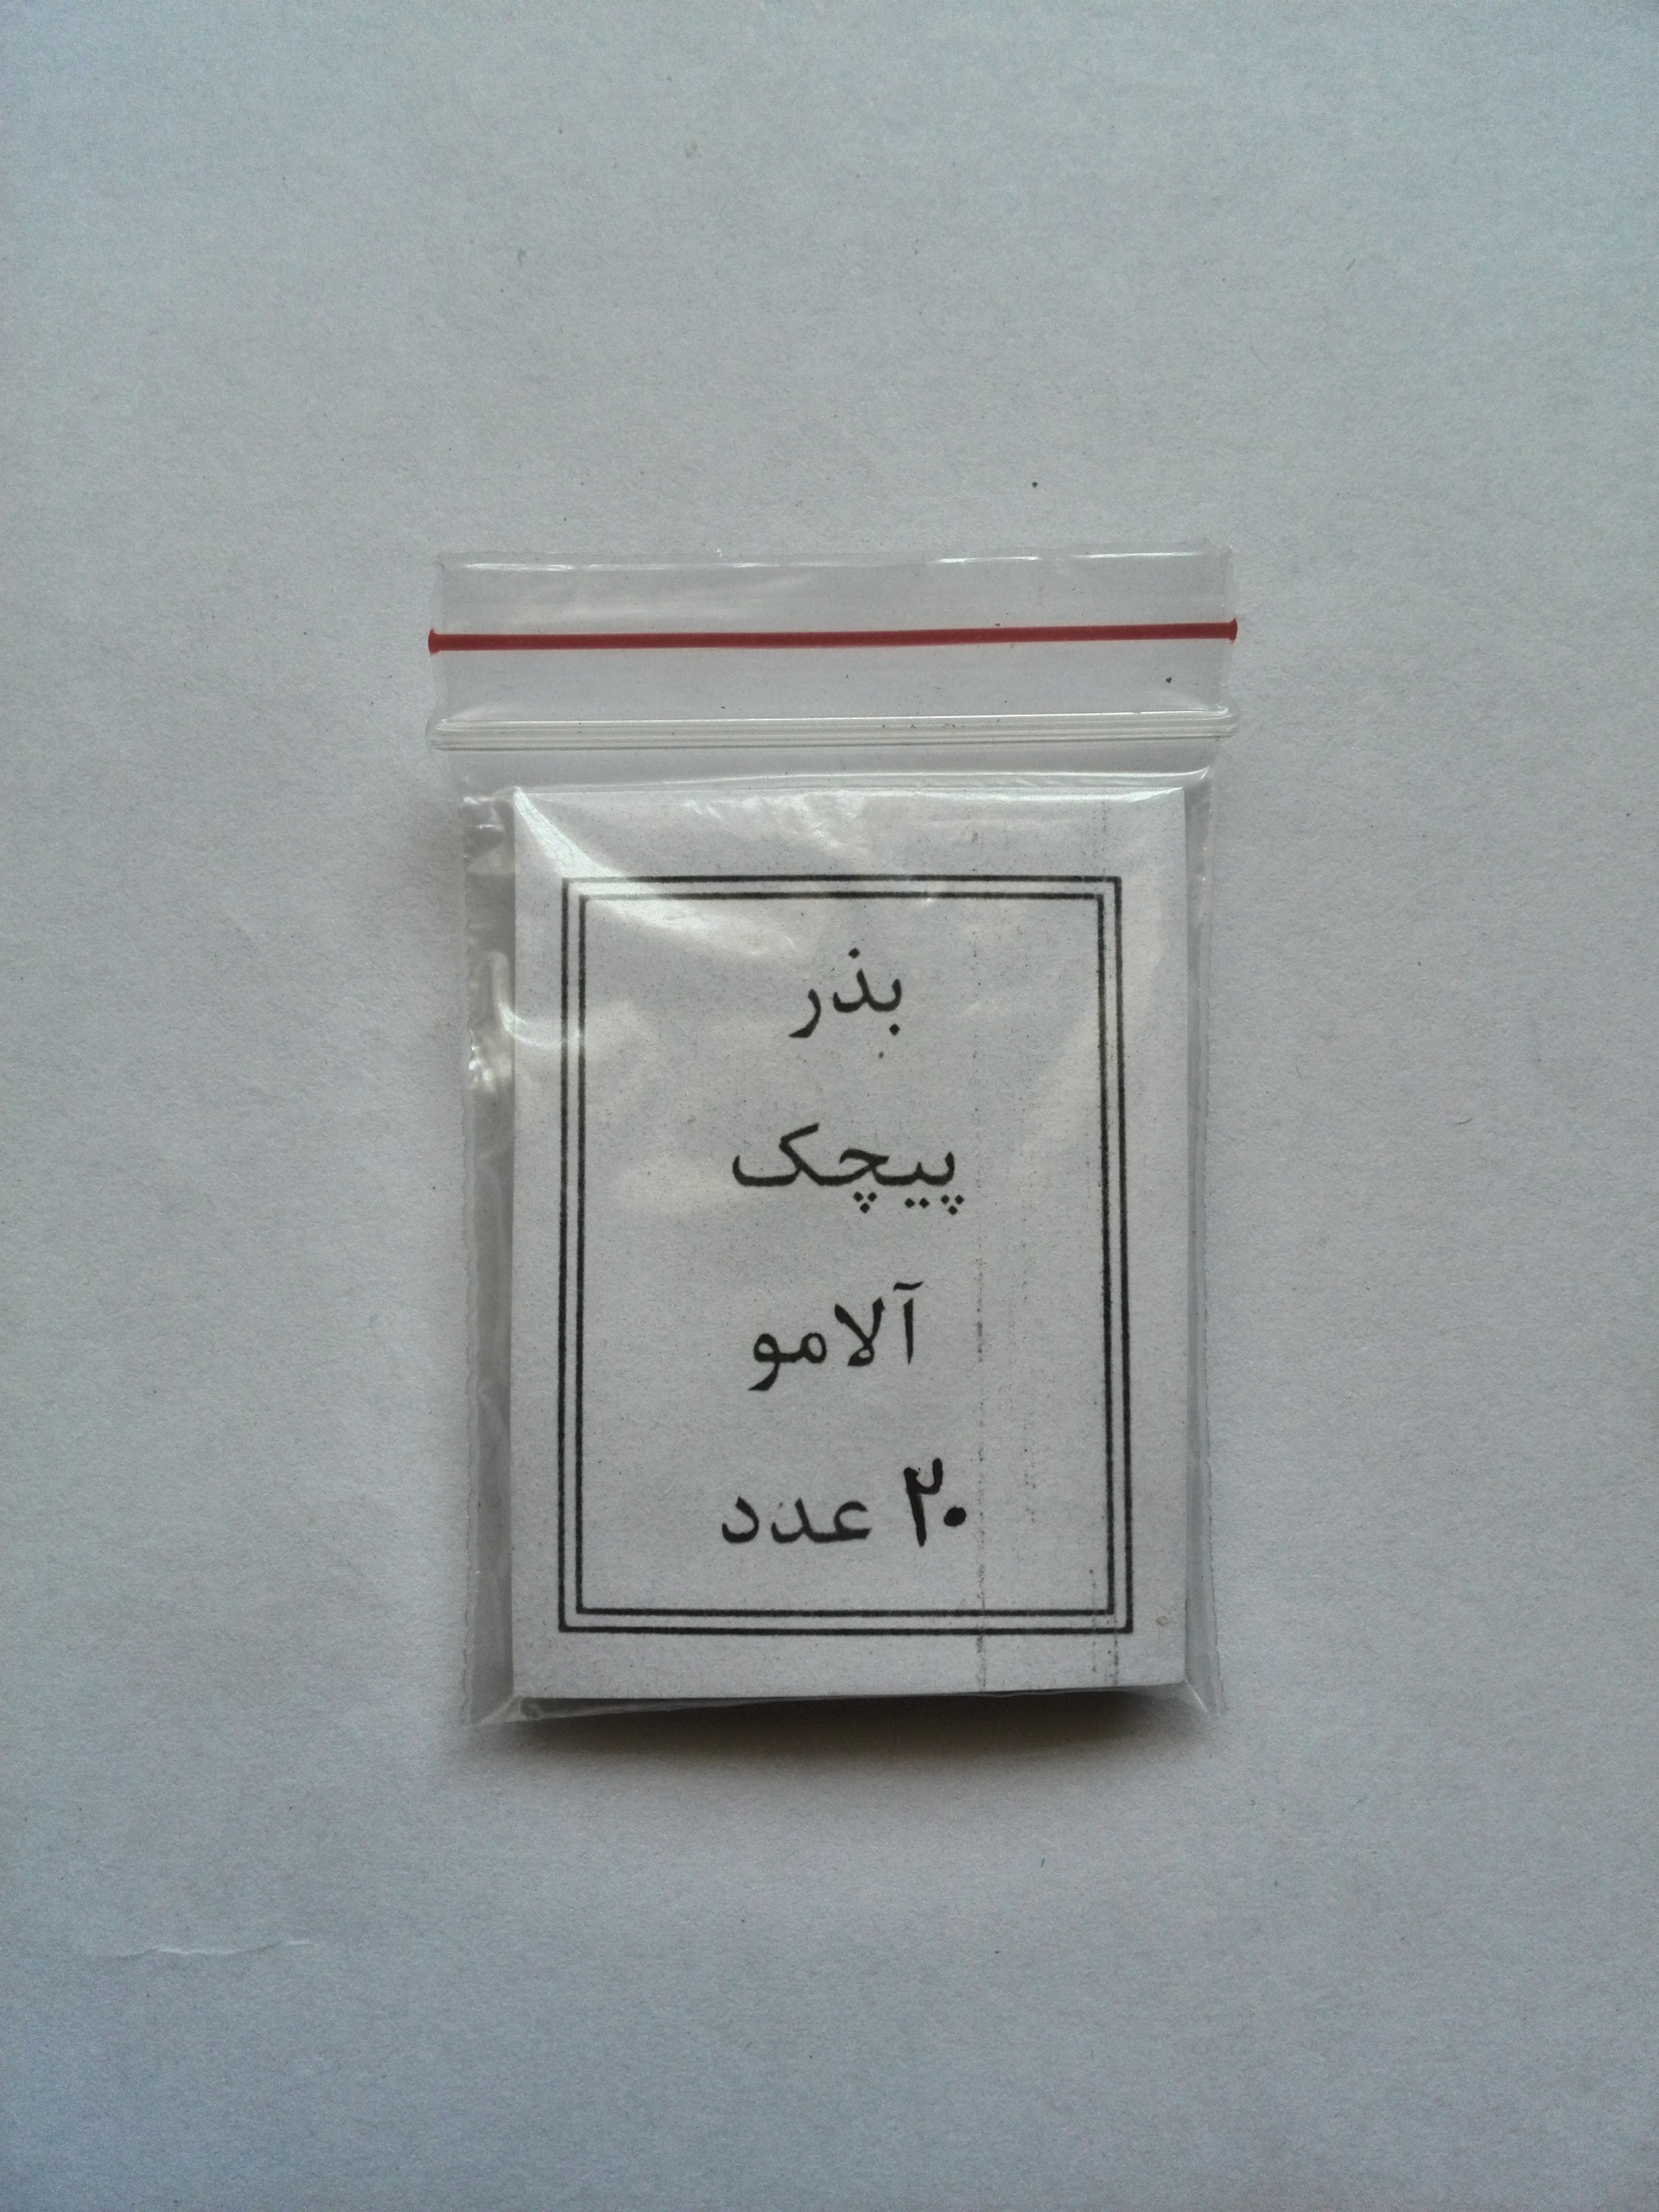 بذر
پیچک
آلامو
۲۰ عدد